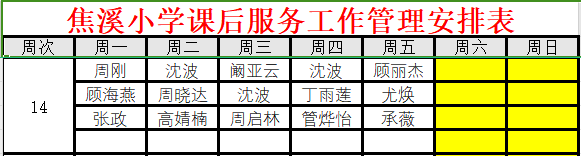 焦溪小学课后服务工作管理安排表
周次 周一 周二 周三 周四 周五 周六 周日
周刚 沈波 阚亚云 沈波 顾丽杰
14 顾海燕 周晓达 沈波 丁雨莲 尤焕
张政 高婧楠 周启林 管烨怡 承薇